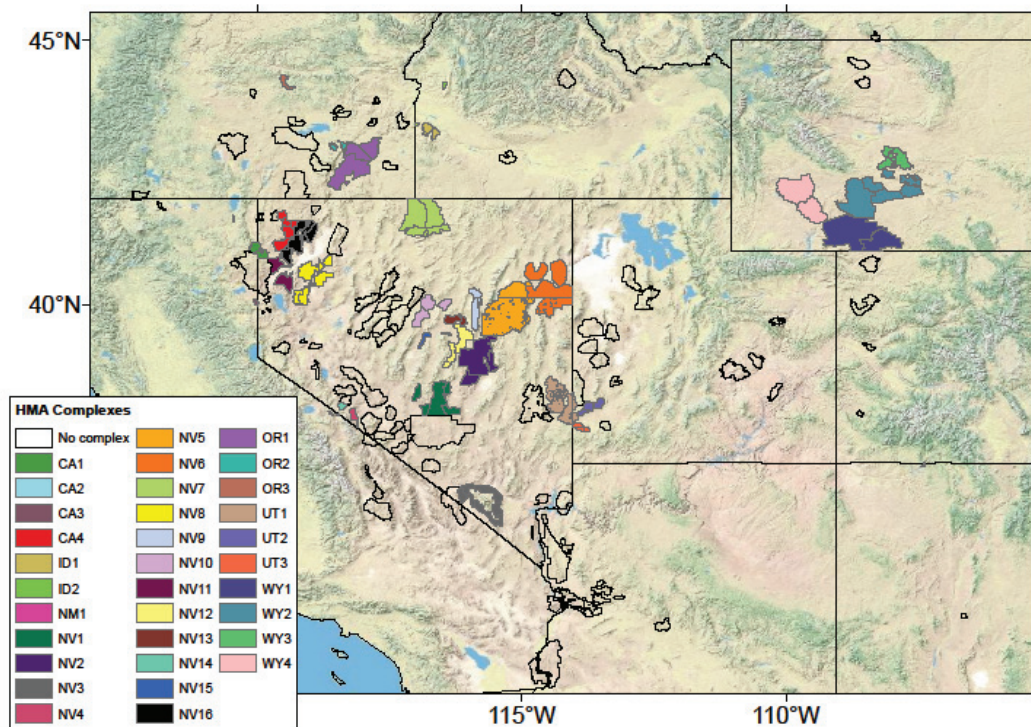 45°N
40°N
HMA Complexes
No complex NV5 OR1
CA1 NV6 OR2
CA2 NV7 OR3
CA3 NV8 UT1
CA4 NV9 UT2
ID1 NV10 UT3
ID2 NV11 WY1
NM1 NV12 WY2
NV1 NV13 WY3
NV2 NV14 WY4
NV3 NV15
NV4 NV16
115°W 110°W